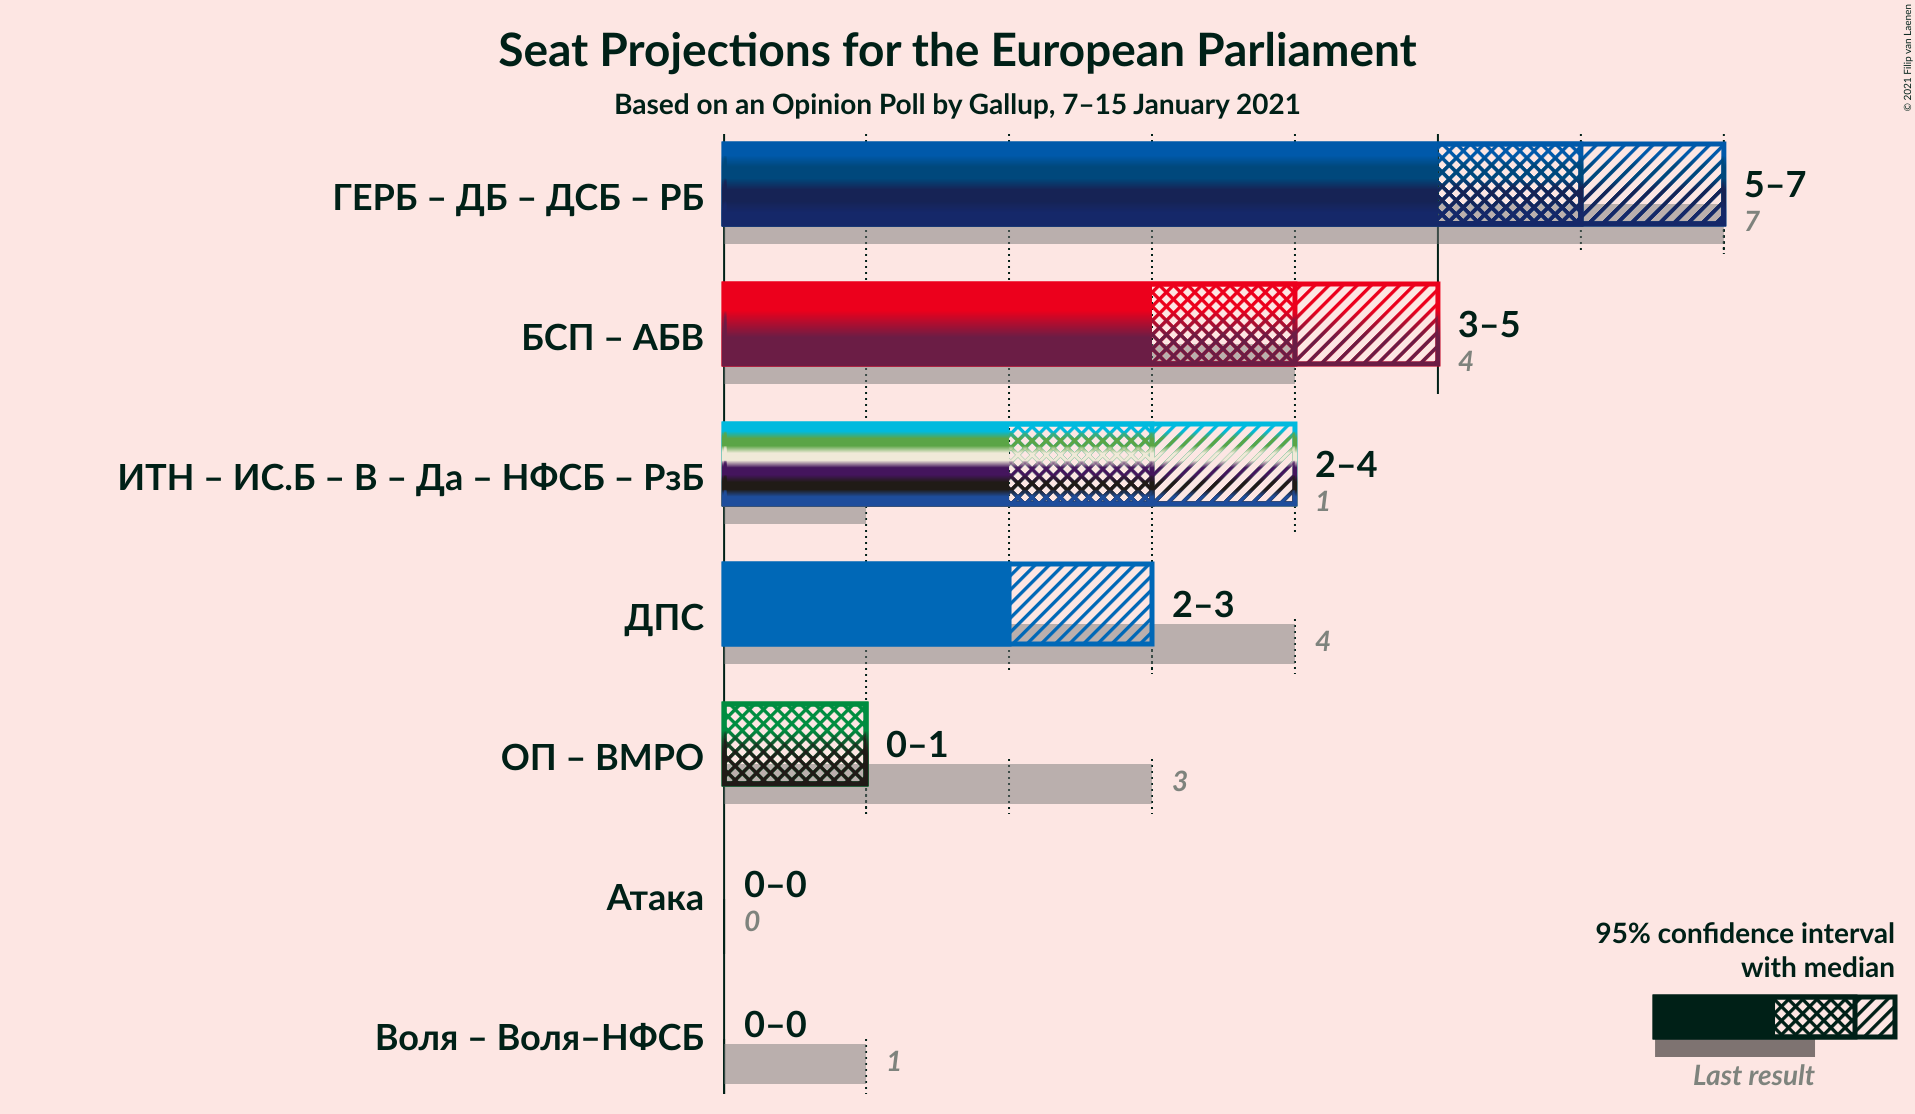 Seat Projections for the European Parliament
Based on an Opinion Poll by Gallup, 7–15 January 2021
© 2021 Filip van Laenen
ГЕРБ – ДБ – ДСБ – РБ
5–7
7
БСП – АБВ
3–5
4
ИТН – ИС.Б – В – Да – НФСБ – РзБ
2–4
1
ДПС
2–3
4
ОП – ВМРО
0–1
3
Атака
0–0
0
Воля – Воля–НФСБ
0–0
1
95% confidence interval
with median
Last result